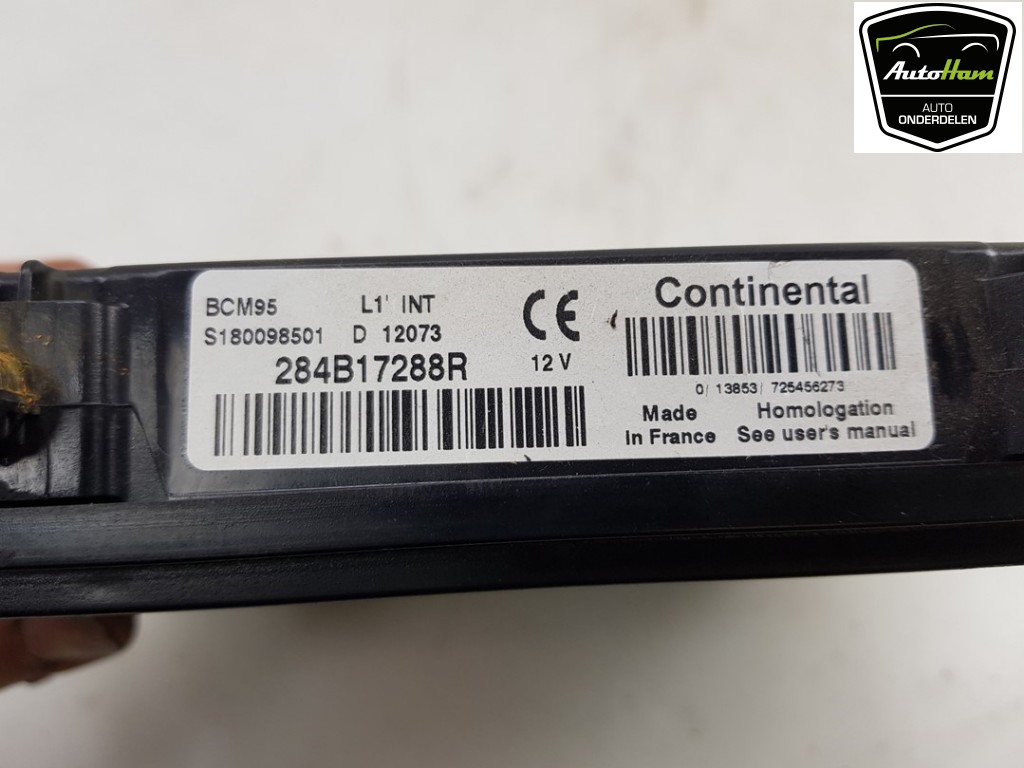 AutoHam
AUTO
ONDERDELEN
BCM95 L1' INT
S180098501 D 12073
284B17288R
12 V
Continental
0/ 13853/ 725456273
Made
In France
Homologation
See user's manual
CE